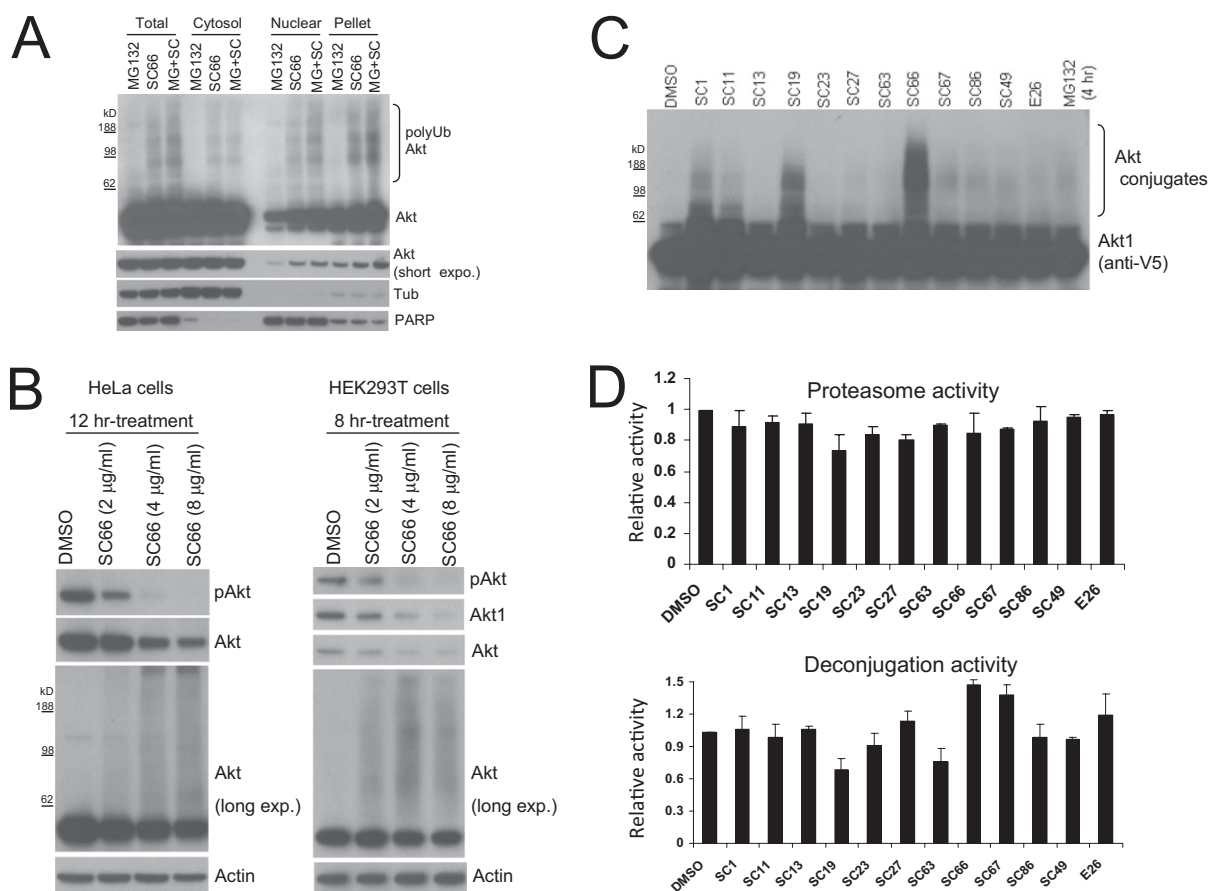 A
Total Cytosol Nuclear Pellet
MG132 SC66 MG+SC MG132 SC66 MG+SC MG132 SC66 MG+SC MG132 SC66 MG+SC
kD
188
98
62
polyUb
Akt
Akt
Akt
(short expo.)
Tub
PARP
B
HeLa cells
12 hr-treatment
DMSO SC66 (2 µg/ml) SC66 (4 µg/ml) SC66 (8 µg/ml)
pAkt
Akt
kD
188
98
62
Akt
(long exp.)
Actin
HEK293T cells
8 hr-treatment
DMSO SC66 (2 µg/ml) SC66 (4 µg/ml) SC66 (8 µg/ml)
pAkt
Akt1
Akt
Akt
(long exp.)
Actin
C
DMSO SC1 SC11 SC13 SC19 SC23 SC27 SC63 SC66 SC67 SC86 SC49 E26 MG132
(4 hr)
kD
188
98
62
Akt
conjugates
Akt1
(anti-V5)
D
Proteasome activity
Relative activity
1.2
1
0.8
0.6
0.4
0.2
0
DMSO SC1 SC11 SC13 SC19 SC23 SC27 SC63 SC66 SC67 SC86 SC49 E26
Deconjugation activity
Relative activity
1.5
1.2
0.9
0.6
0.3
0
DMSO SC1 SC11 SC13 SC19 SC23 SC27 SC63 SC66 SC67 SC86 SC49 E26